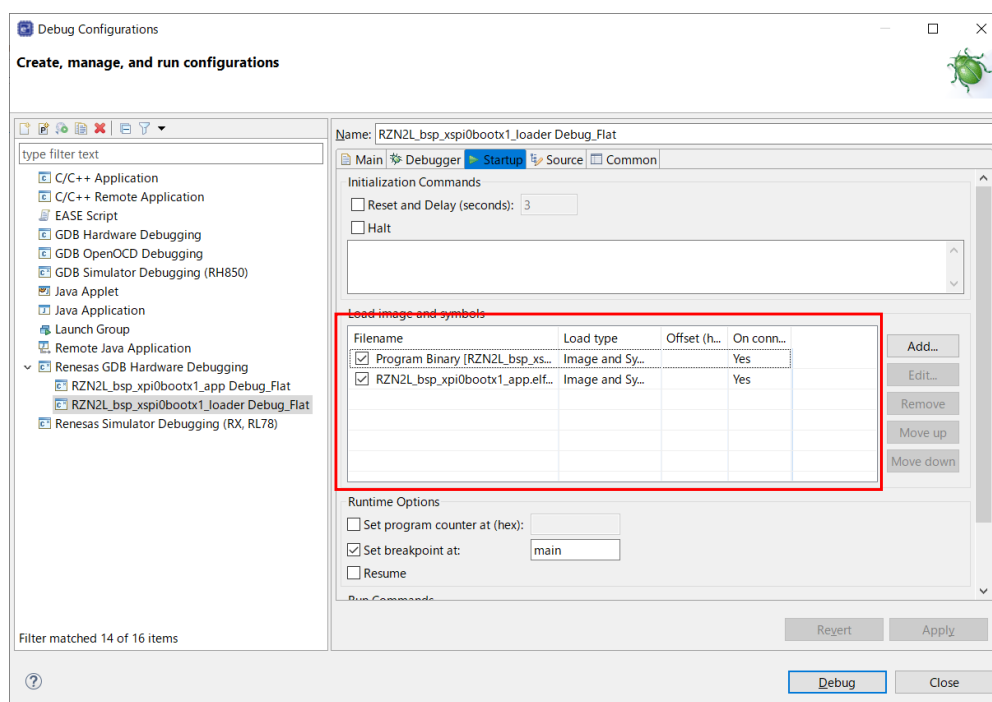 Debug Configurations
Create, manage, and run configurations
type filter text
C/C++ Application
C/C++ Remote Application
EASE Script
GDB Hardware Debugging
GDB OpenOCD Debugging
GDB Simulator Debugging (RH850)
Java Applet
Java Application
Launch Group
Remote Java Application
Renesas GDB Hardware Debugging
RZN2L_bsp_xpi0bootx1_app Debug_Flat
RZN2L_bsp_xspi0bootx1_loader Debug_Flat
Renesas Simulator Debugging (RX, RL78)
Filter matched 14 of 16 items
Name: RZN2L_bsp_xspi0bootx1_loader Debug_Flat
Main Debugger Startup Source Common
Initialization Commands
Reset and Delay (seconds): 3
Halt
Load image and symbols
Filename Load type Offset (h... On conn...
Program Binary [RZN2L_bsp_xs... Image and Sy... Yes
RZN2L_bsp_xpi0bootx1_app.elf... Image and Sy... Yes
Add...
Edit...
Remove
Move up
Move down
Runtime Options
Set program counter at (hex):
Set breakpoint at: main
Resume
Run Commands
Revert Apply
? Debug Close